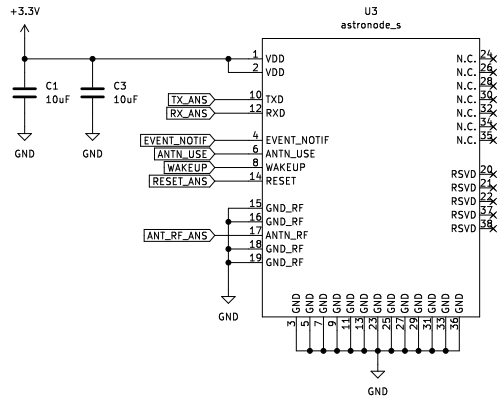 +3.3V
U3
astronode_s
C1
10uF
C3
10uF
GND
GND
1 VDD
2 VDD
TX_ANS 10 TXD
RX_ANS 12 RXD
EVENT_NOTIF 4 EVENT_NOTIF
ANTN_USE 6 ANTN_USE
WAKEUP 8 WAKEUP
RESET_ANS 14 RESET
15 GND_RF
16 GND_RF
ANT_RF_ANS 17 ANTN_RF
18 GND_RF
19 GND_RF
GND
N.C. 24
N.C. 26
N.C. 28
N.C. 30
N.C. 32
N.C. 34
N.C. 35
RSVD 20
RSVD 21
RSVD 22
RSVD 37
RSVD 38
GND GND GND GND GND GND GND GND GND GND GND GND GND
3 5 7 9 11 13 23 25 27 29 31 33 36
GND